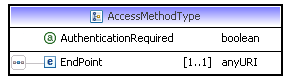 AccessMethodType
a AuthenticationRequired boolean
e EndPoint [1..1] anyURI